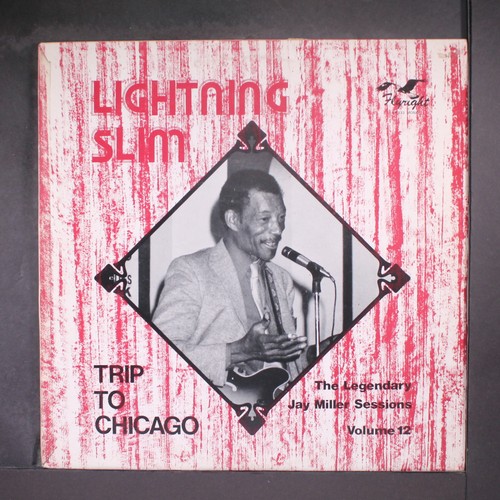 LIGHTNING
SLIM
Flyright
TRIP
TO
CHICAGO
The Legendary
Jay Miller Sessions
Volume 12